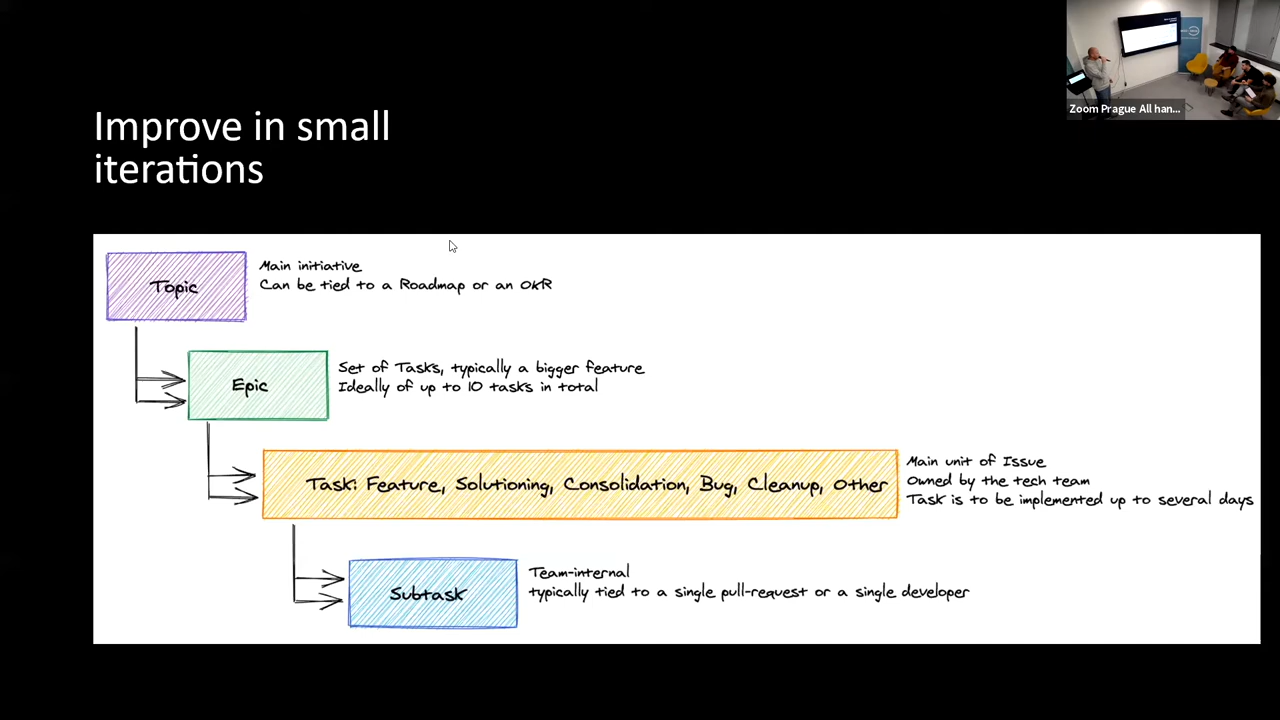 Improve in small
iterations
Zoom Prague All han...
Topic
Main initiative
Can be tied to a Roadmap or an OKR
Epic
Set of Tasks, typically a bigger feature
Ideally of up to 10 tasks in total
Task: Feature, Solutioning, Consolidation, Bug, Cleanup, Other
Main unit of Issue
Owned by the tech team
Task is to be implemented up to several days
Subtask
Team-internal
typically tied to a single pull-request or a single developer